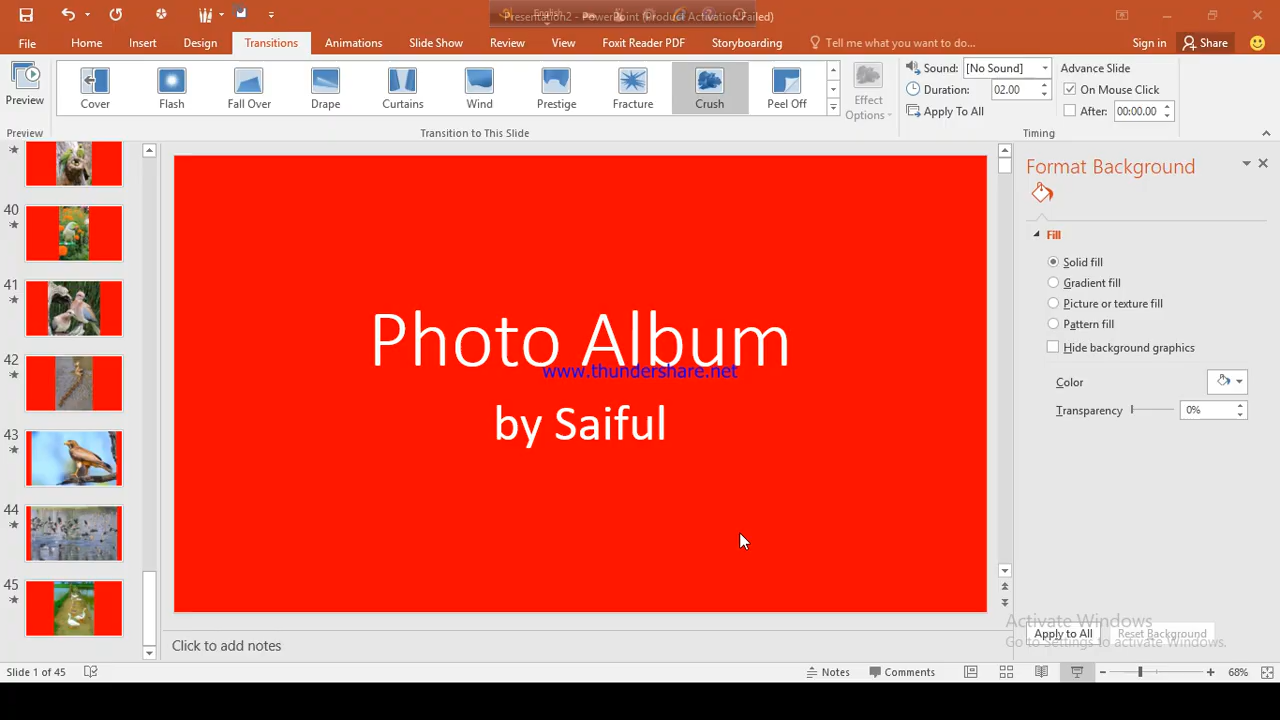 English
Presentation2 - PowerPoint (Product Activation Failed)
File
Home
Insert
Design
Transitions
Animations
Slide Show
Review
View
Foxit Reader PDF
Storyboarding
Tell me what you want to do...
Sign in
Share
Preview
Cover
Flash
Fall Over
Drape
Curtains
Wind
Prestige
Fracture
Crush
Peel Off
Effect
Options
Sound: [No Sound]
Duration: 02.00
Apply To All
Advance Slide
On Mouse Click
After: 00:00.00
Preview
Transition to This Slide
Timing
40
41
42
43
44
45
Photo Album
www.thundershare.net
by Saiful
Format Background
Fill
Solid fill
Gradient fill
Picture or texture fill
Pattern fill
Hide background graphics
Color
Transparency
0%
Activate Windows
Go to Settings to activate Windows.
Apply to All
Reset Background
Click to add notes
Slide 1 of 45
Notes
Comments
68%